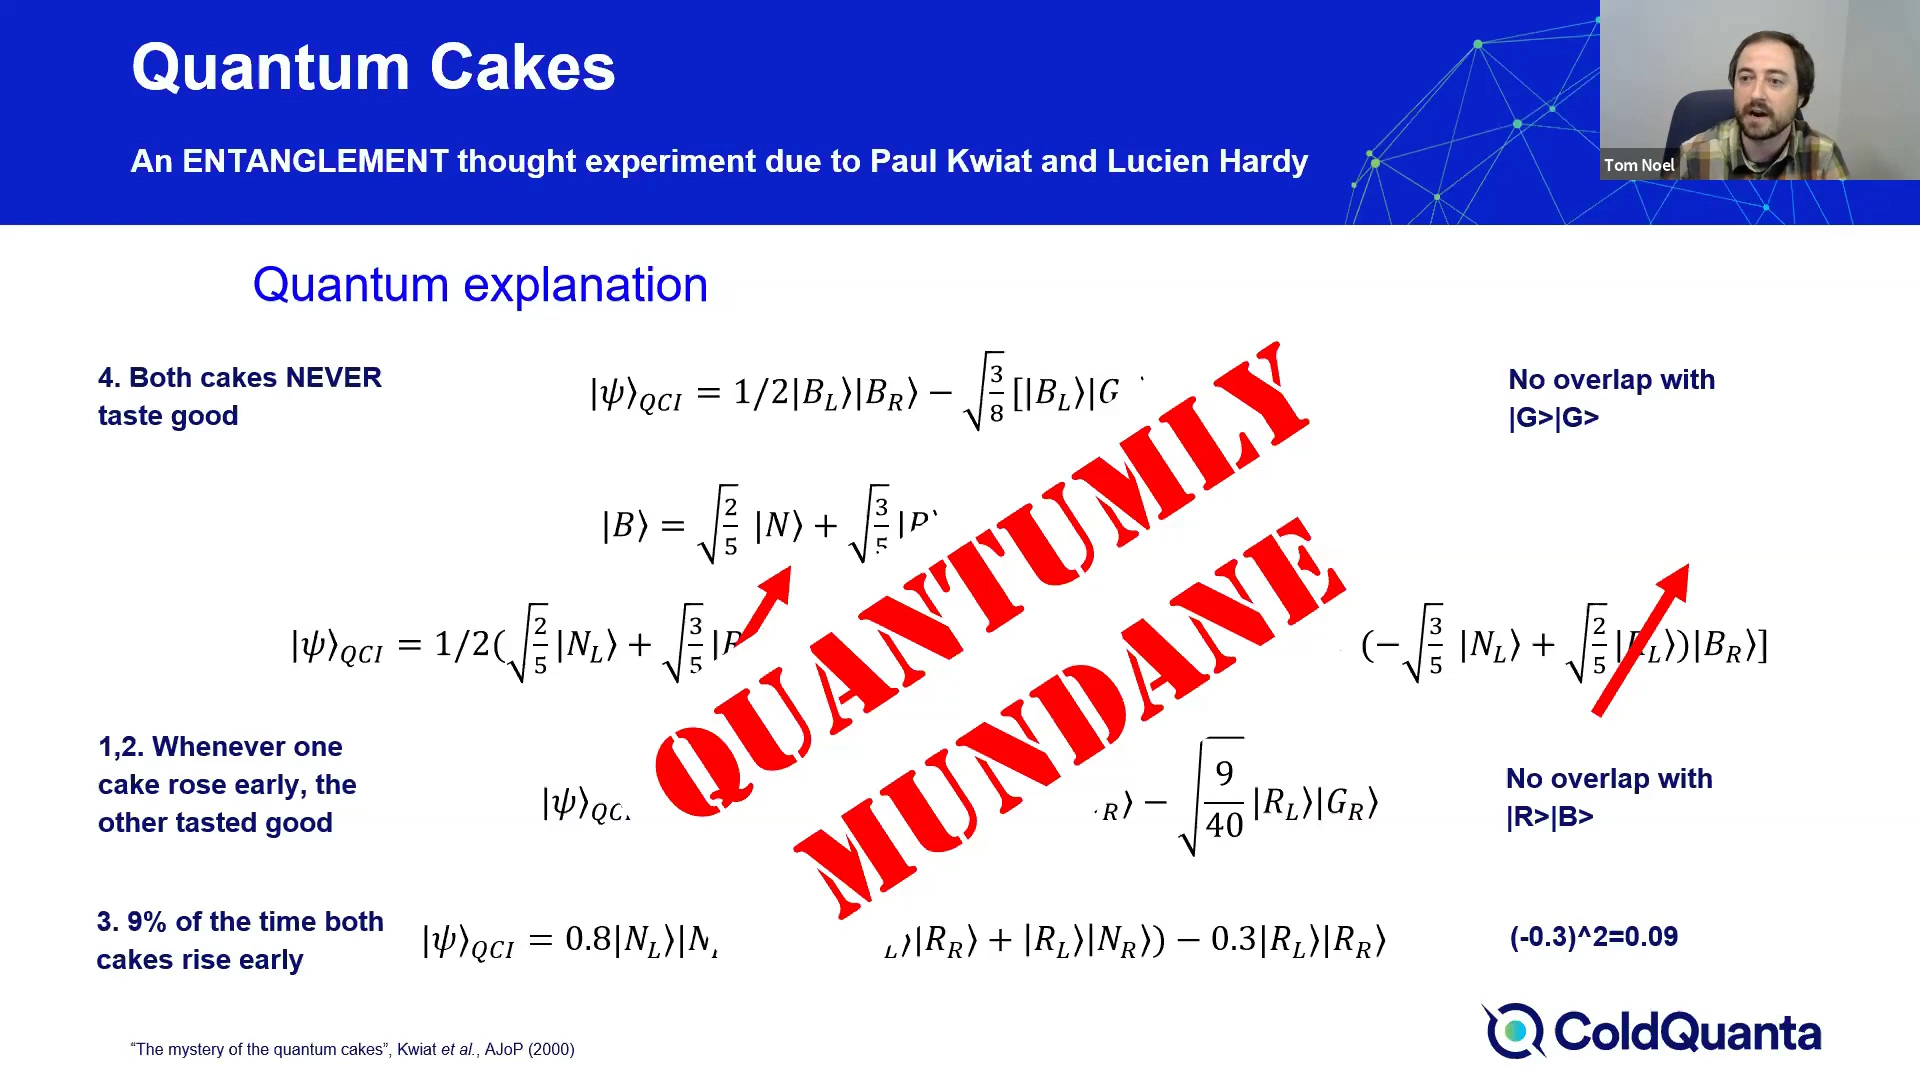 Quantum Cakes
An ENTANGLEMENT thought experiment due to Paul Kwiat and Lucien Hardy
Tom Noel
Quantum explanation
4. Both cakes NEVER
taste good
|ψ⟩QCI = 1/2|B_L⟩|B_R⟩ − √(3/8) [|B_L⟩|G
No overlap with
|G>|G>
|B⟩ = √(2/5) |N⟩ + √(3/5) |
|ψ⟩QCI = 1/2(√(2/5) |N_L⟩ + √(3/5) |
(−√(3/5) |N_L⟩ + √(2/5) |R_L⟩)|B_R⟩]
QUANTUMLY
MUNDANE
1,2. Whenever one
cake rose early, the
other tasted good
|ψ⟩
R⟩ − √(9/40) |R_L⟩|G_R⟩
No overlap with
|R>|B>
3. 9% of the time both
cakes rise early
|ψ⟩QCI = 0.8|N_L⟩|N
L⟩|R_R⟩ + |R_L⟩|N_R⟩) − 0.3|R_L⟩|R_R⟩
(-0.3)^2=0.09
“The mystery of the quantum cakes”, Kwiat et al., AJoP (2000)
ColdQuanta